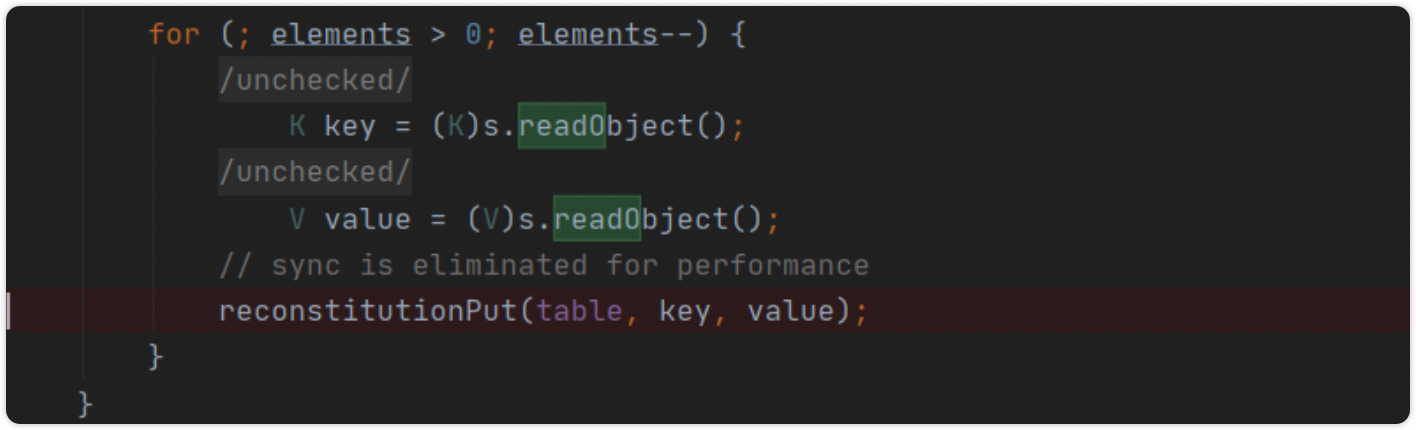 for (; elements > 0; elements--) {
/unchecked/
K key = (K)s.readObject();
/unchecked/
V value = (V)s.readObject();
// sync is eliminated for performance
reconstitutionPut(table, key, value);
}
}